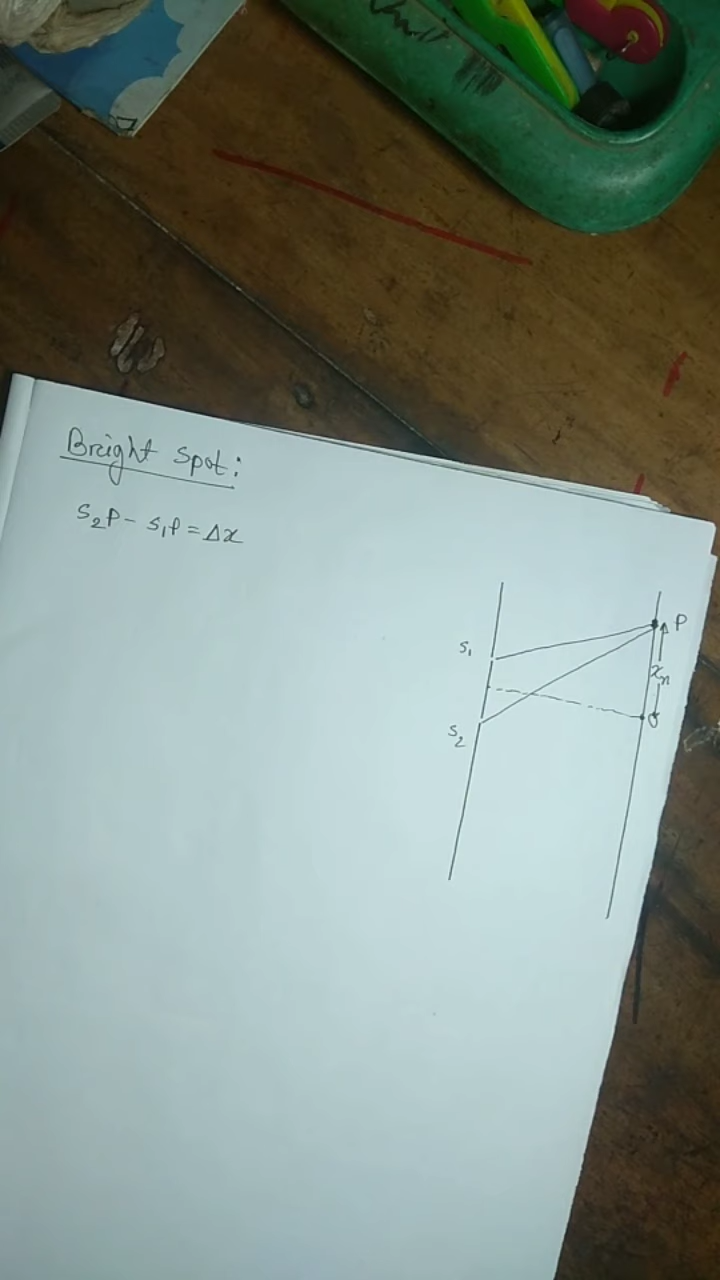 Bright spot:
S₂P - S₁P = Δx
S₁
P
xₙ
O
S₂